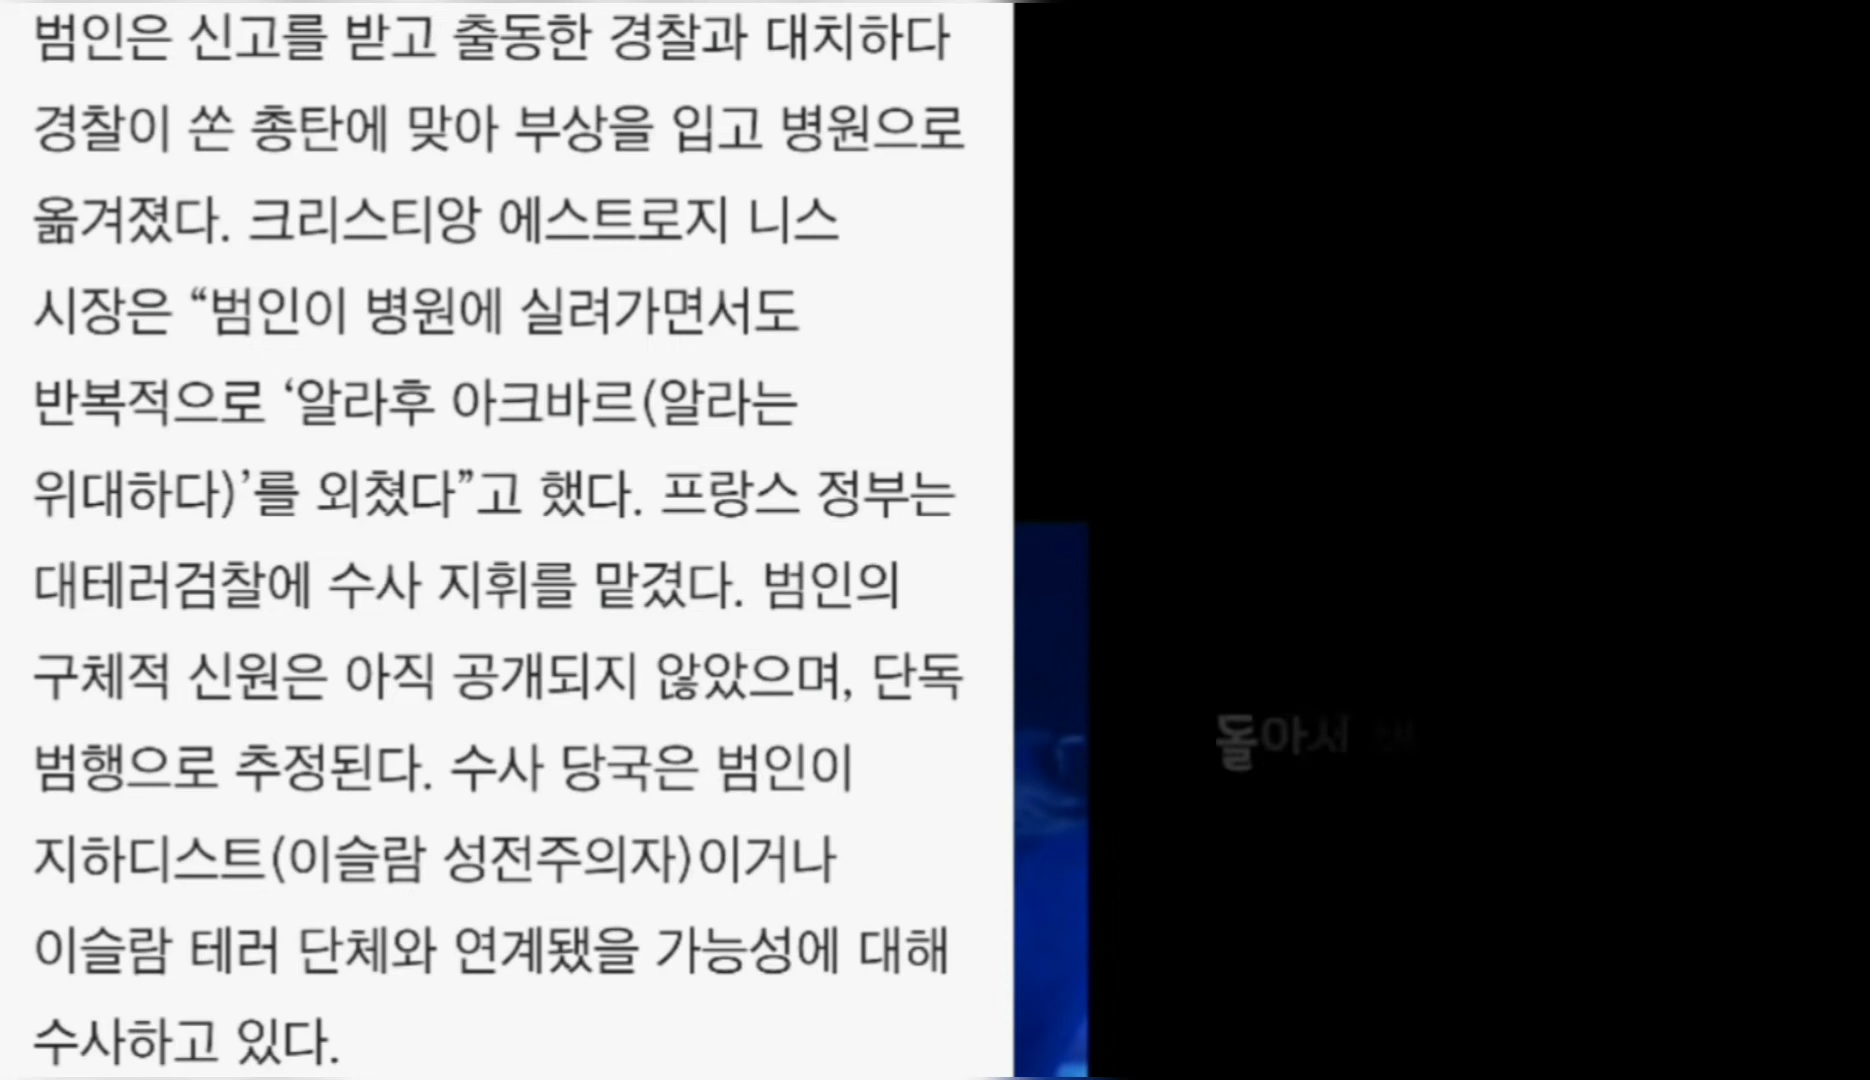 범인은 신고를 받고 출동한 경찰과 대치하다
경찰이 쏜 총탄에 맞아 부상을 입고 병원으로
옮겨졌다. 크리스티앙 에스트로지 니스
시장은 “범인이 병원에 실려가면서도
반복적으로 ‘알라후 아크바르(알라는
위대하다)’를 외쳤다”고 했다. 프랑스 정부는
대테러검찰에 수사 지휘를 맡겼다. 범인의
구체적 신원은 아직 공개되지 않았으며, 단독
범행으로 추정된다. 수사 당국은 범인이
지하디스트(이슬람 성전주의자)이거나
이슬람 테러 단체와 연계됐을 가능성에 대해
수사하고 있다.
돌아서